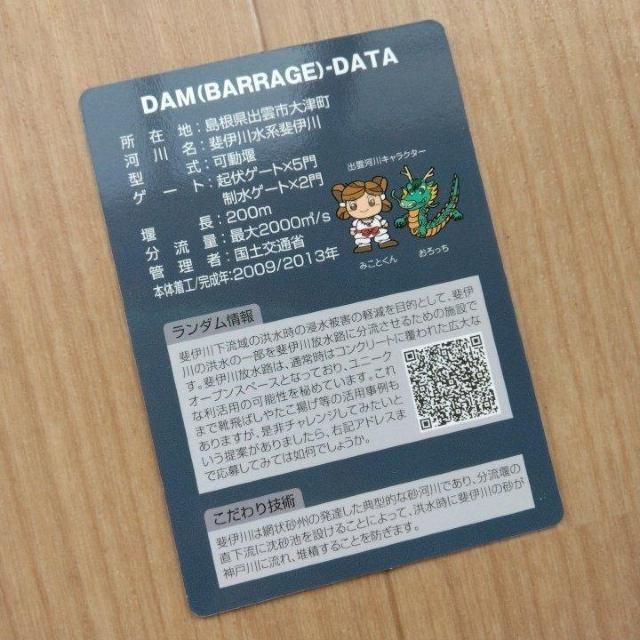 DAM(BARRAGE)-DATA
所在地：島根県出雲市大津町
河川名：斐伊川水系斐伊川
型式：可動堰
ゲート：起伏ゲート×5門
制水ゲート×2門
堰長：200m
分流量：最大2000㎥/s
管理者：国土交通省
本体着工/完成年：2009/2013年
出雲河川キャラクター
みことくん
おろっち
ランダム情報
斐伊川下流域の洪水時の浸水被害の軽減を目的として、斐伊
川の洪水の一部を斐伊川放水路に分流させるための施設で
す。斐伊川放水路は、通常時はコンクリートに覆われた広大な
オープンスペースとなっており、ユニーク
な利活用の可能性を秘めています。これ
まで靴飛ばしやたこ揚げ等の活用事例も
ありますが、是非チャレンジしてみたいと
いう提案がありましたら、右記アドレスま
で応募してみては如何でしょうか。
こだわり技術
斐伊川は網状砂州の発達した典型的な砂河川であり、分流堰の
直下流に沈砂池を設けることによって、洪水時に斐伊川の砂が
神戸川に流れ、堆積することを防ぎます。